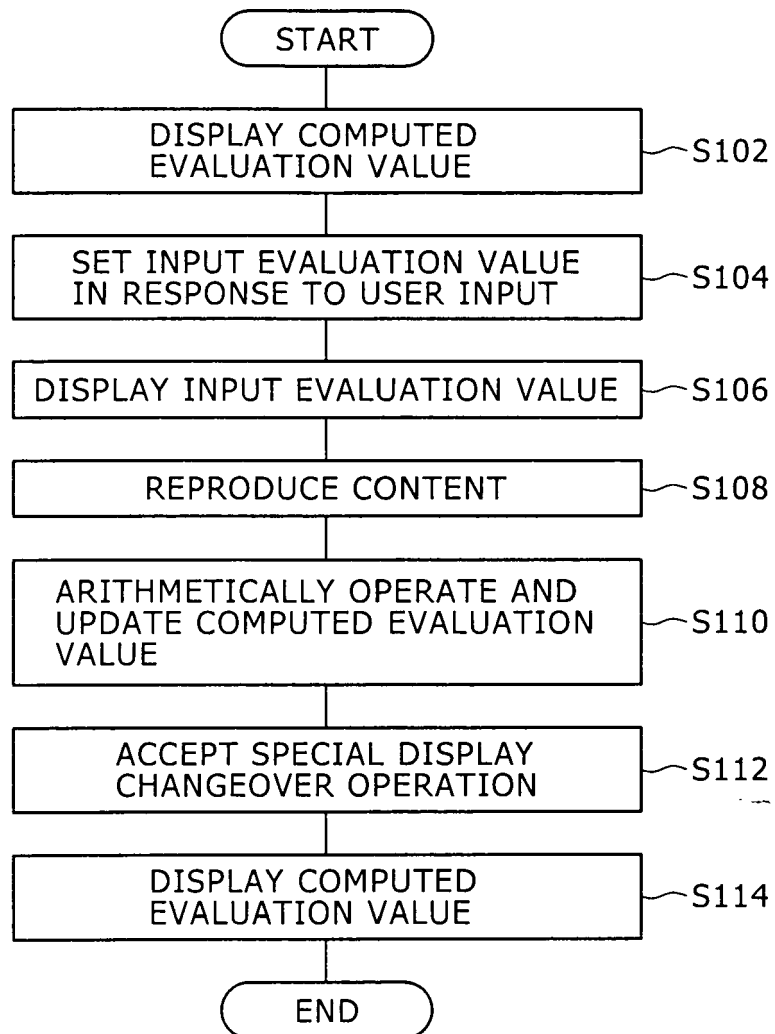 START
DISPLAY COMPUTED
EVALUATION VALUE
S102
SET INPUT EVALUATION VALUE
IN RESPONSE TO USER INPUT
S104
DISPLAY INPUT EVALUATION VALUE
S106
REPRODUCE CONTENT
S108
ARITHMETICALLY OPERATE AND
UPDATE COMPUTED EVALUATION
VALUE
S110
ACCEPT SPECIAL DISPLAY
CHANGEOVER OPERATION
S112
DISPLAY COMPUTED
EVALUATION VALUE
S114
END